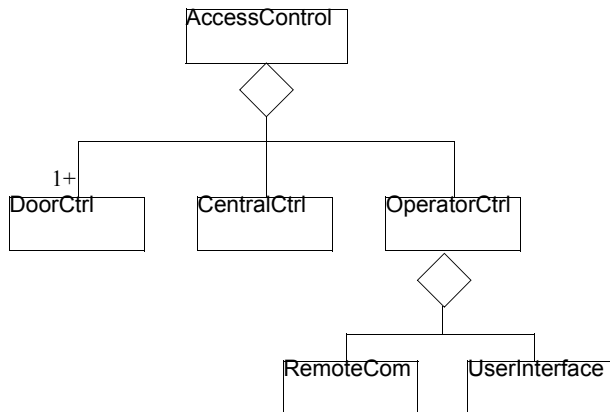 AccessControl
1+
DoorCtrl
CentralCtrl
OperatorCtrl
RemoteCom
UserInterface